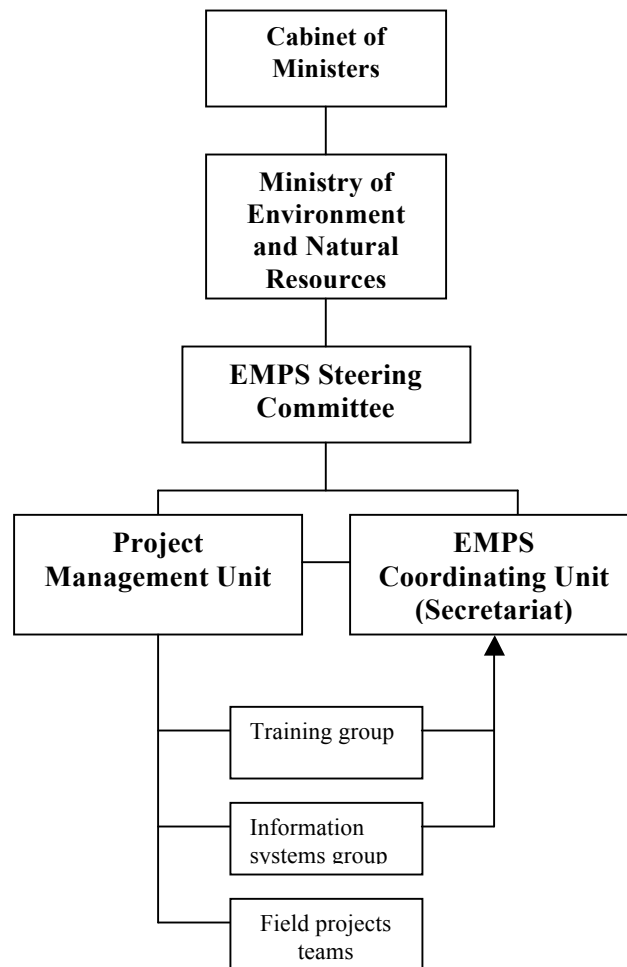 Cabinet of
Ministers
Ministry of
Environment
and Natural
Resources
EMPS Steering
Committee
Project
Management Unit
EMPS
Coordinating Unit
(Secretariat)
Training group
Information
systems group
Field projects
teams